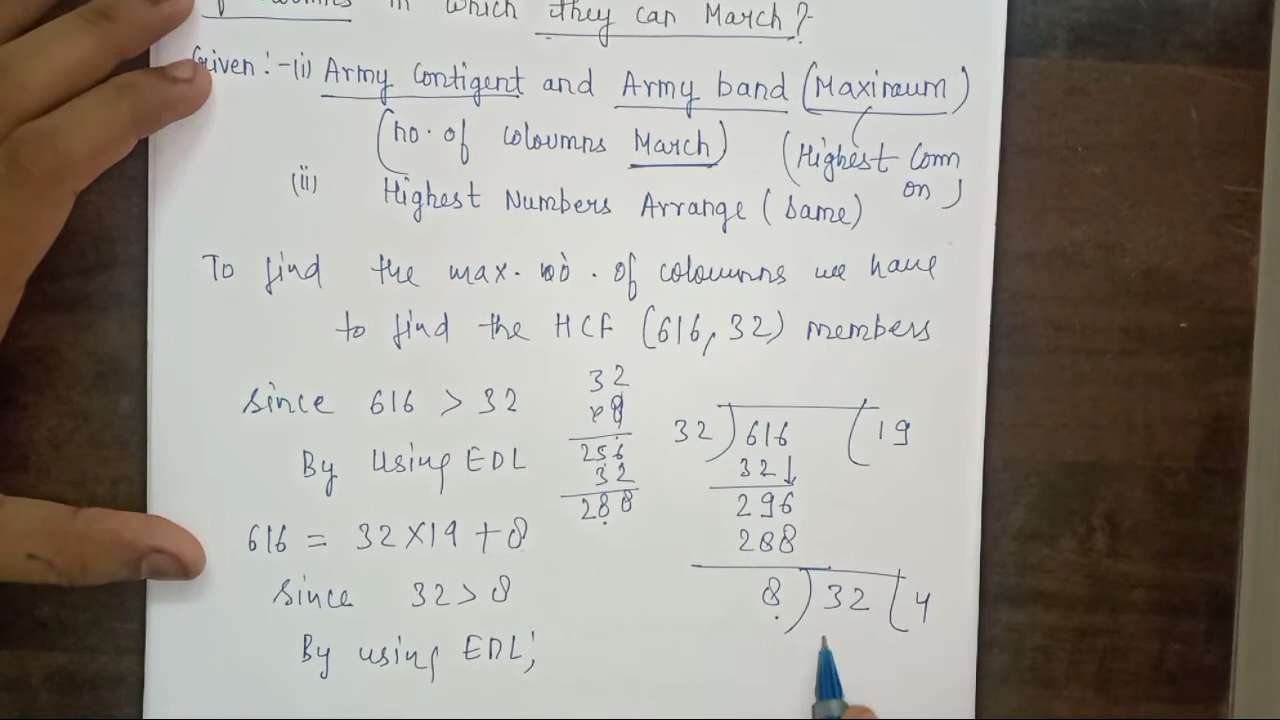 in which they can March?
Given:-(i) Army Contigent and Army band (Maximum)
(no. of coloumns March) (Highest Comm
on)
(ii) Highest Numbers Arrange (same)
To find the max. no. of coloumns we have
to find the HCF (616, 32) members
since 616 > 32
By using EDL
616 = 32 × 19 + 8
since 32 > 8
By using EDL;
32
×9
256
32
288
32) 616 (19
32↓
296
288
8) 32 (4